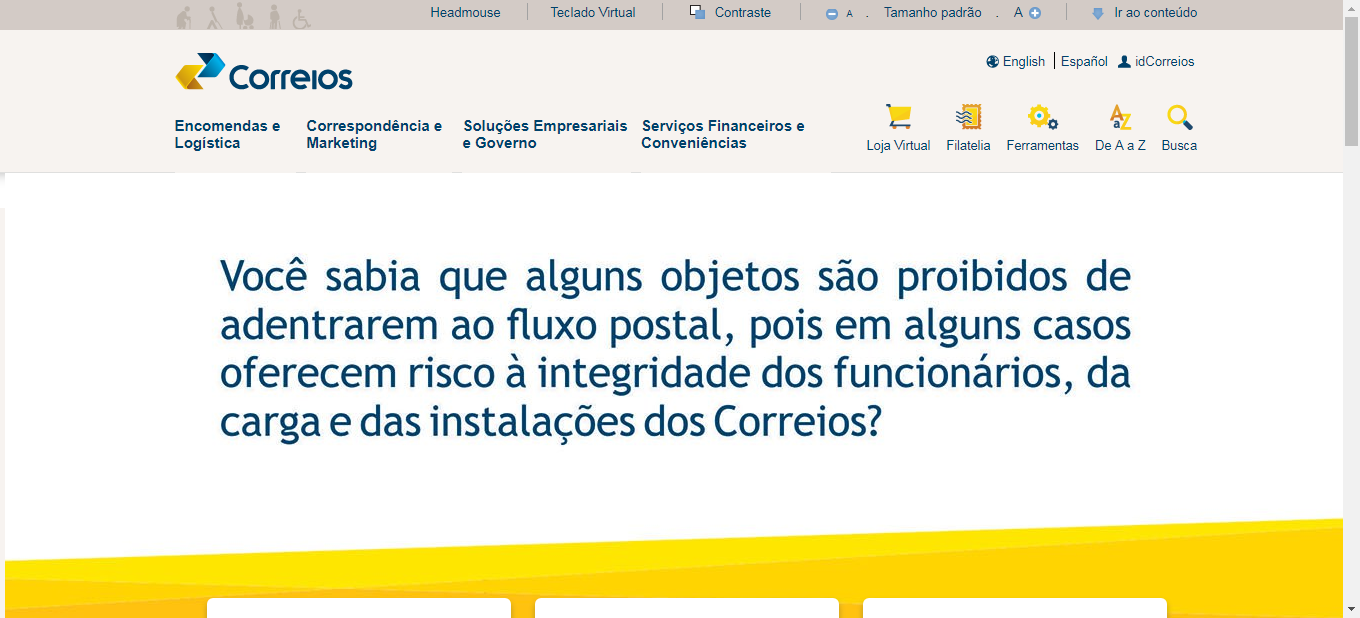 Headmouse
Teclado Virtual
Contraste
A . Tamanho padrão . A
Ir ao conteúdo
English
Español
idCorreios
Correios
Encomendas e
Logística
Correspondência e
Marketing
Soluções Empresariais
e Governo
Serviços Financeiros e
Conveniências
Loja Virtual
Filatelia
Ferramentas
De A a Z
Busca
Você sabia que alguns objetos são proibidos de
adentrarem ao fluxo postal, pois em alguns casos
oferecem risco à integridade dos funcionários, da
carga e das instalações dos Correios?